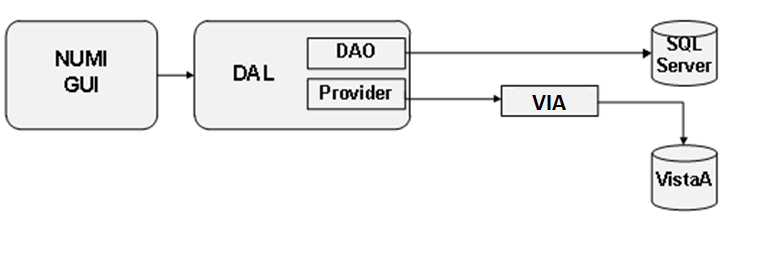 NUMI
GUI
DAL
DAO
Provider
VIA
SQL
Server
VistaA